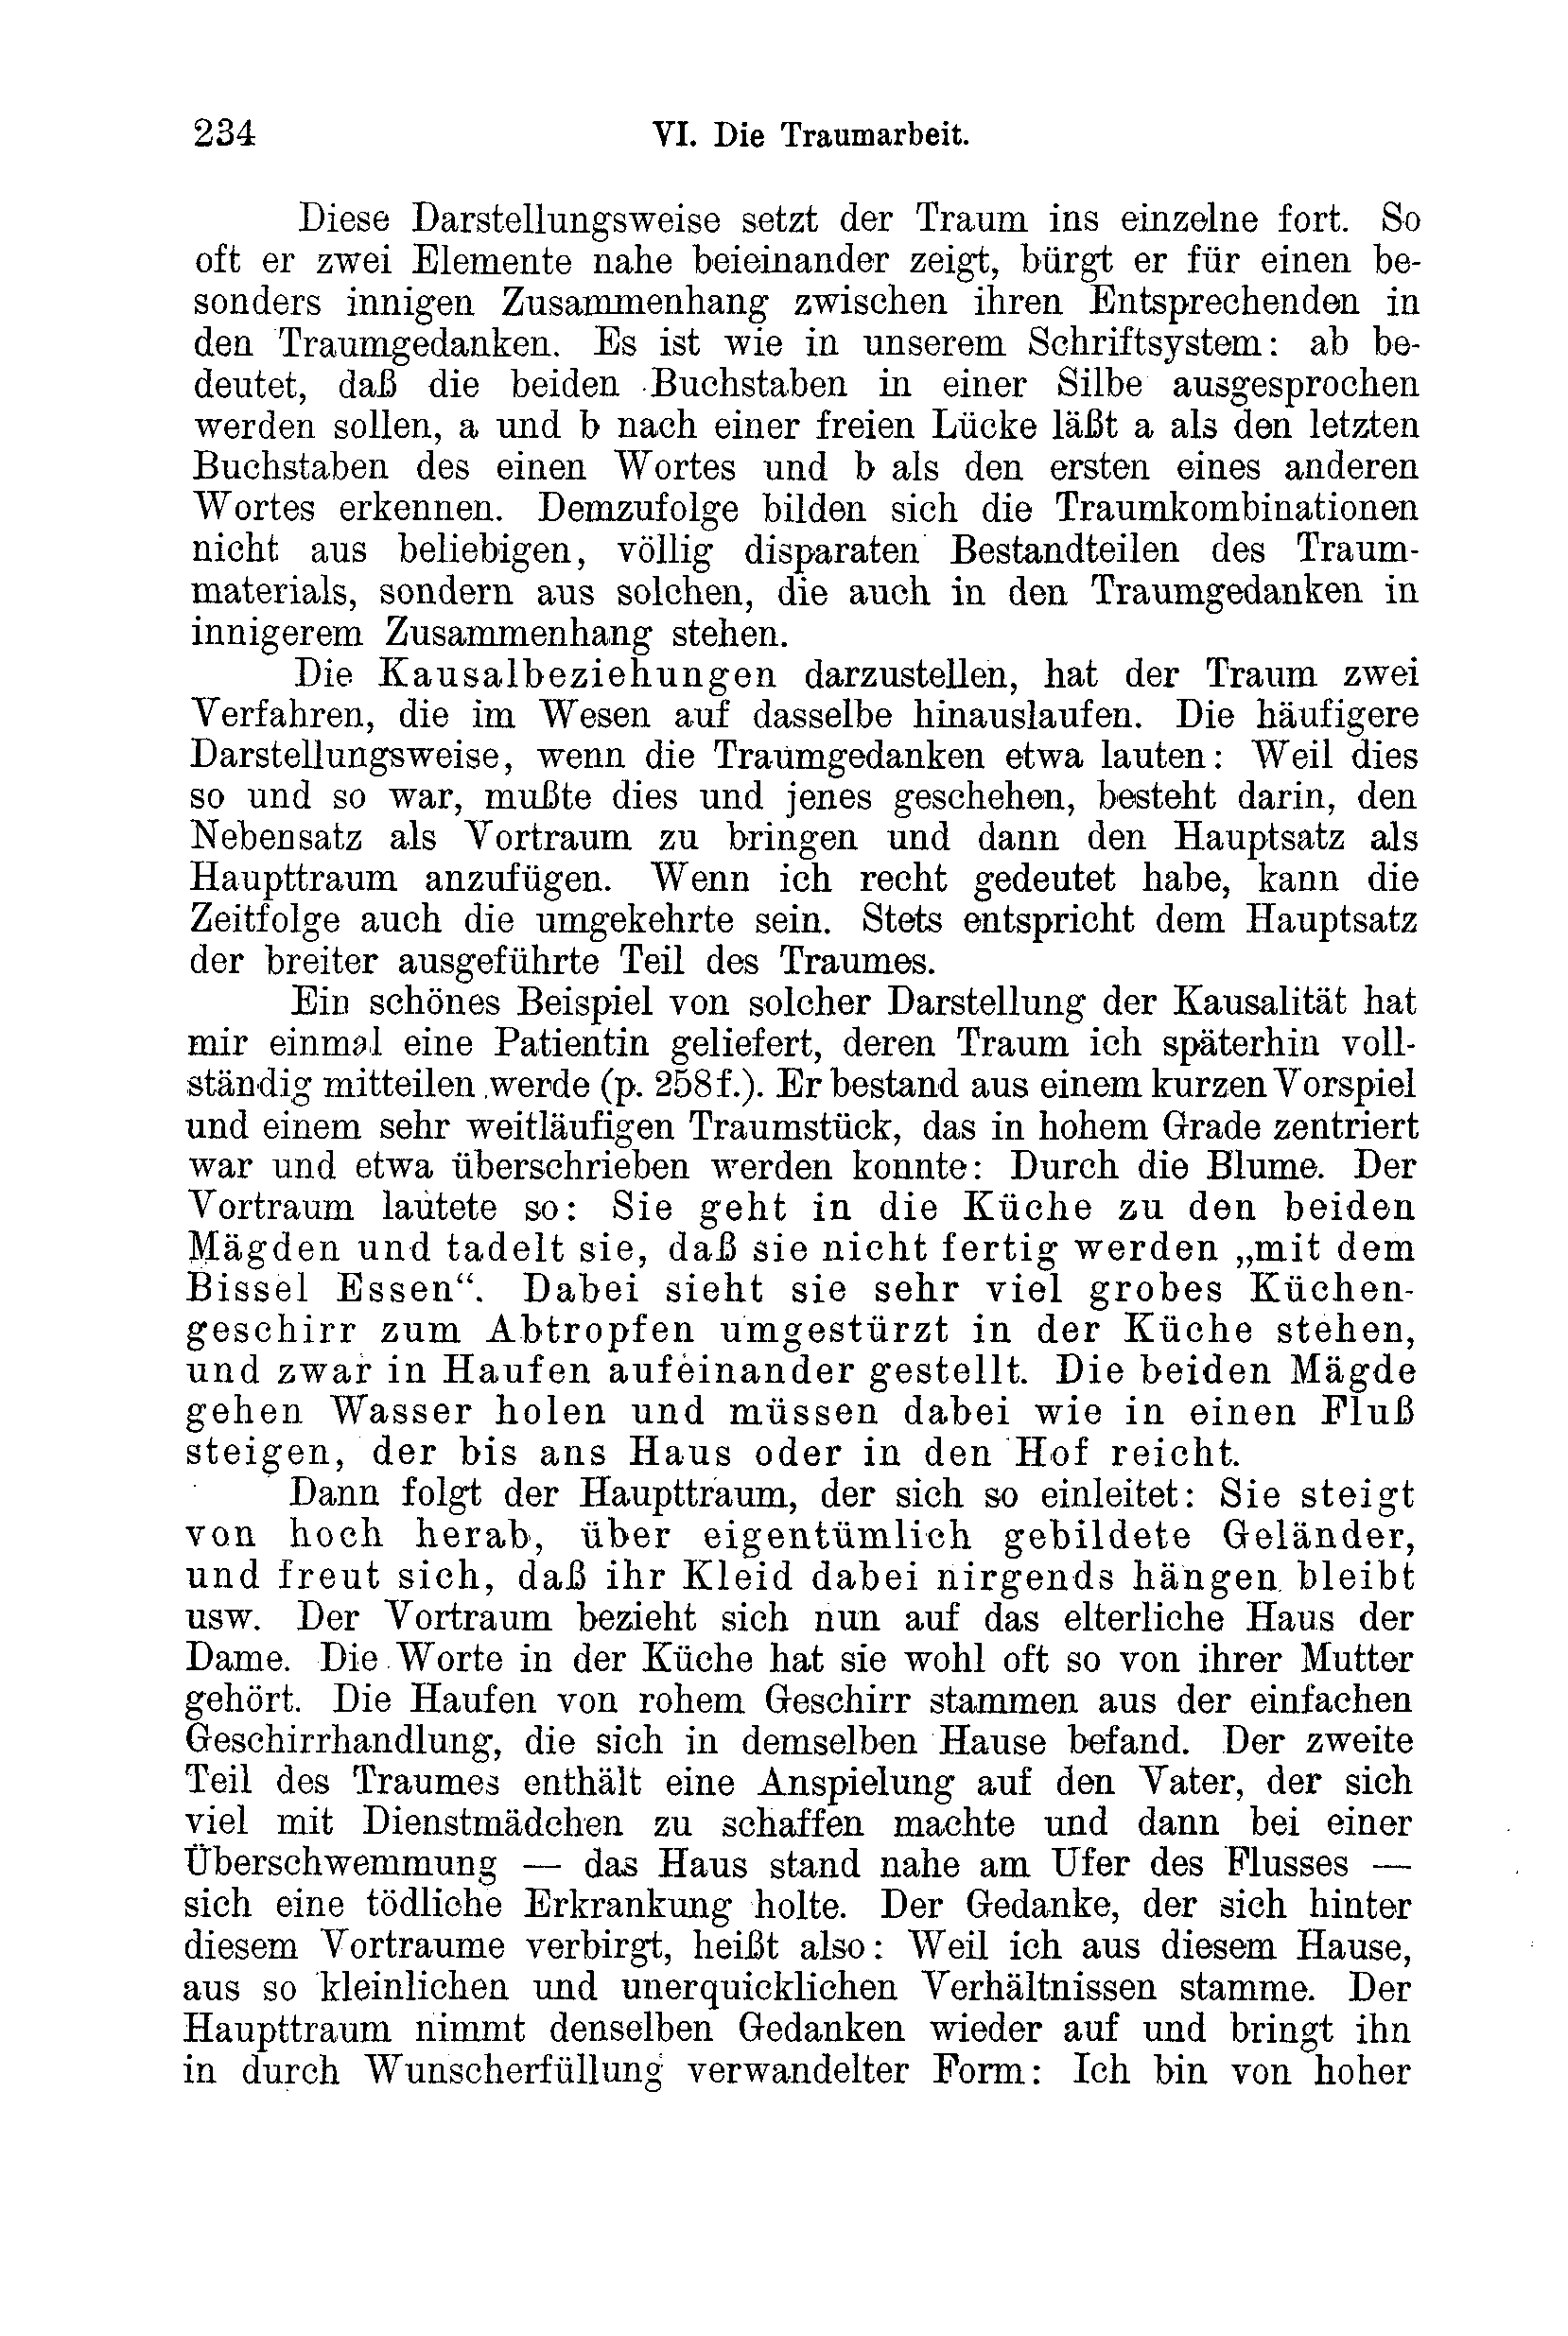 234
VI. Die Traumarbeit.
Diese Darstellungsweise setzt der Traum ins einzelne fort. So
oft er zwei Elemente nahe beieinander zeigt, bürgt er für einen be-
sonders innigen Zusammenhang zwischen ihren Entsprechenden in
den Traumgedanken. Es ist wie in unserem Schriftsystem: ab be-
deutet, daß die beiden Buchstaben in einer Silbe ausgesprochen
werden sollen, a und b nach einer freien Lücke läßt a als den letzten
Buchstaben des einen Wortes und b als den ersten eines anderen
Wortes erkennen. Demzufolge bilden sich die Traumkombinationen
nicht aus beliebigen, völlig disparaten Bestandteilen des Traum-
materials, sondern aus solchen, die auch in den Traumgedanken in
innigerem Zusammenhang stehen.
Die Kausalbeziehungen darzustellen, hat der Traum zwei
Verfahren, die im Wesen auf dasselbe hinauslaufen. Die häufigere
Darstellungsweise, wenn die Traumgedanken etwa lauten: Weil dies
so und so war, mußte dies und jenes geschehen, besteht darin, den
Nebensatz als Vortraum zu bringen und dann den Hauptsatz als
Haupttraum anzufügen. Wenn ich recht gedeutet habe, kann die
Zeitfolge auch die umgekehrte sein. Stets entspricht dem Hauptsatz
der breiter ausgeführte Teil des Traumes.
Ein schönes Beispiel von solcher Darstellung der Kausalität hat
mir einmal eine Patientin geliefert, deren Traum ich späterhin voll-
ständig mitteilen werde (p. 258f.). Er bestand aus einem kurzen Vorspiel
und einem sehr weitläufigen Traumstück, das in hohem Grade zentriert
war und etwa überschrieben werden konnte: Durch die Blume. Der
Vortraum lautete so: Sie geht in die Küche zu den beiden
Mägden und tadelt sie, daß sie nicht fertig werden „mit dem
Bissel Essen“. Dabei sieht sie sehr viel grobes Küchen-
geschirr zum Abtropfen umgestürzt in der Küche stehen,
und zwar in Haufen aufeinander gestellt. Die beiden Mägde
gehen Wasser holen und müssen dabei wie in einen Fluß
steigen, der bis ans Haus oder in den Hof reicht.
Dann folgt der Haupttraum, der sich so einleitet: Sie steigt
von hoch herab, über eigentümlich gebildete Geländer,
und freut sich, daß ihr Kleid dabei nirgends hängen bleibt
usw. Der Vortraum bezieht sich nun auf das elterliche Haus der
Dame. Die Worte in der Küche hat sie wohl oft so von ihrer Mutter
gehört. Die Haufen von rohem Geschirr stammen aus der einfachen
Geschirrhandlung, die sich in demselben Hause befand. Der zweite
Teil des Traumes enthält eine Anspielung auf den Vater, der sich
viel mit Dienstmädchen zu schaffen machte und dann bei einer
Überschwemmung — das Haus stand nahe am Ufer des Flusses —
sich eine tödliche Erkrankung holte. Der Gedanke, der sich hinter
diesem Vortraume verbirgt, heißt also: Weil ich aus diesem Hause,
aus so kleinlichen und unerquicklichen Verhältnissen stamme. Der
Haupttraum nimmt denselben Gedanken wieder auf und bringt ihn
in durch Wunscherfüllung verwandelter Form: Ich bin von hoher